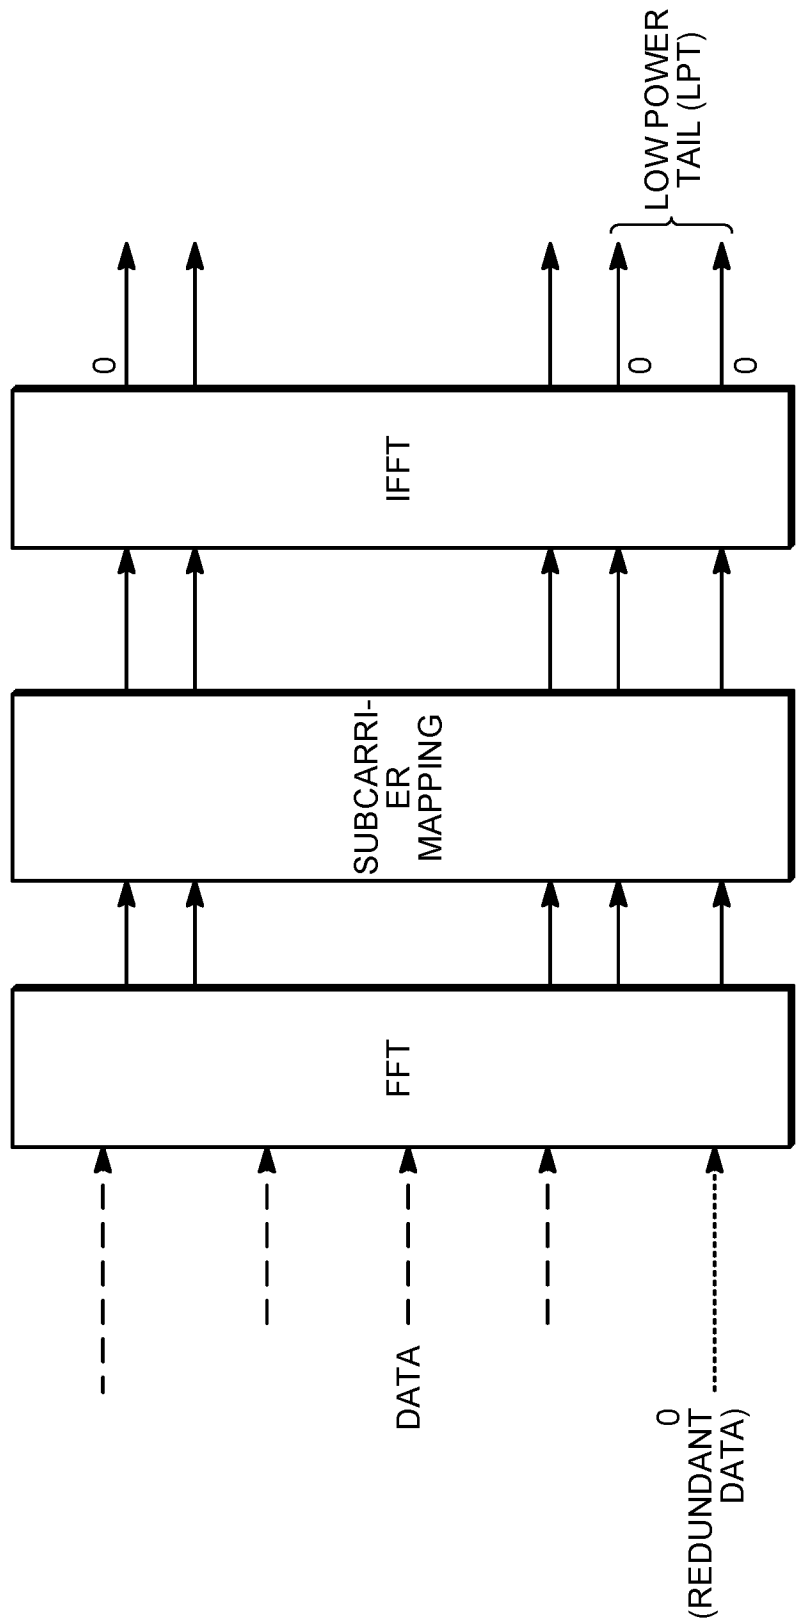 0
DATA
FFT
SUBCARRI-
ER
MAPPING
IFFT
0
(REDUNDANT
DATA)
0
0
LOW POWER
TAIL (LPT)